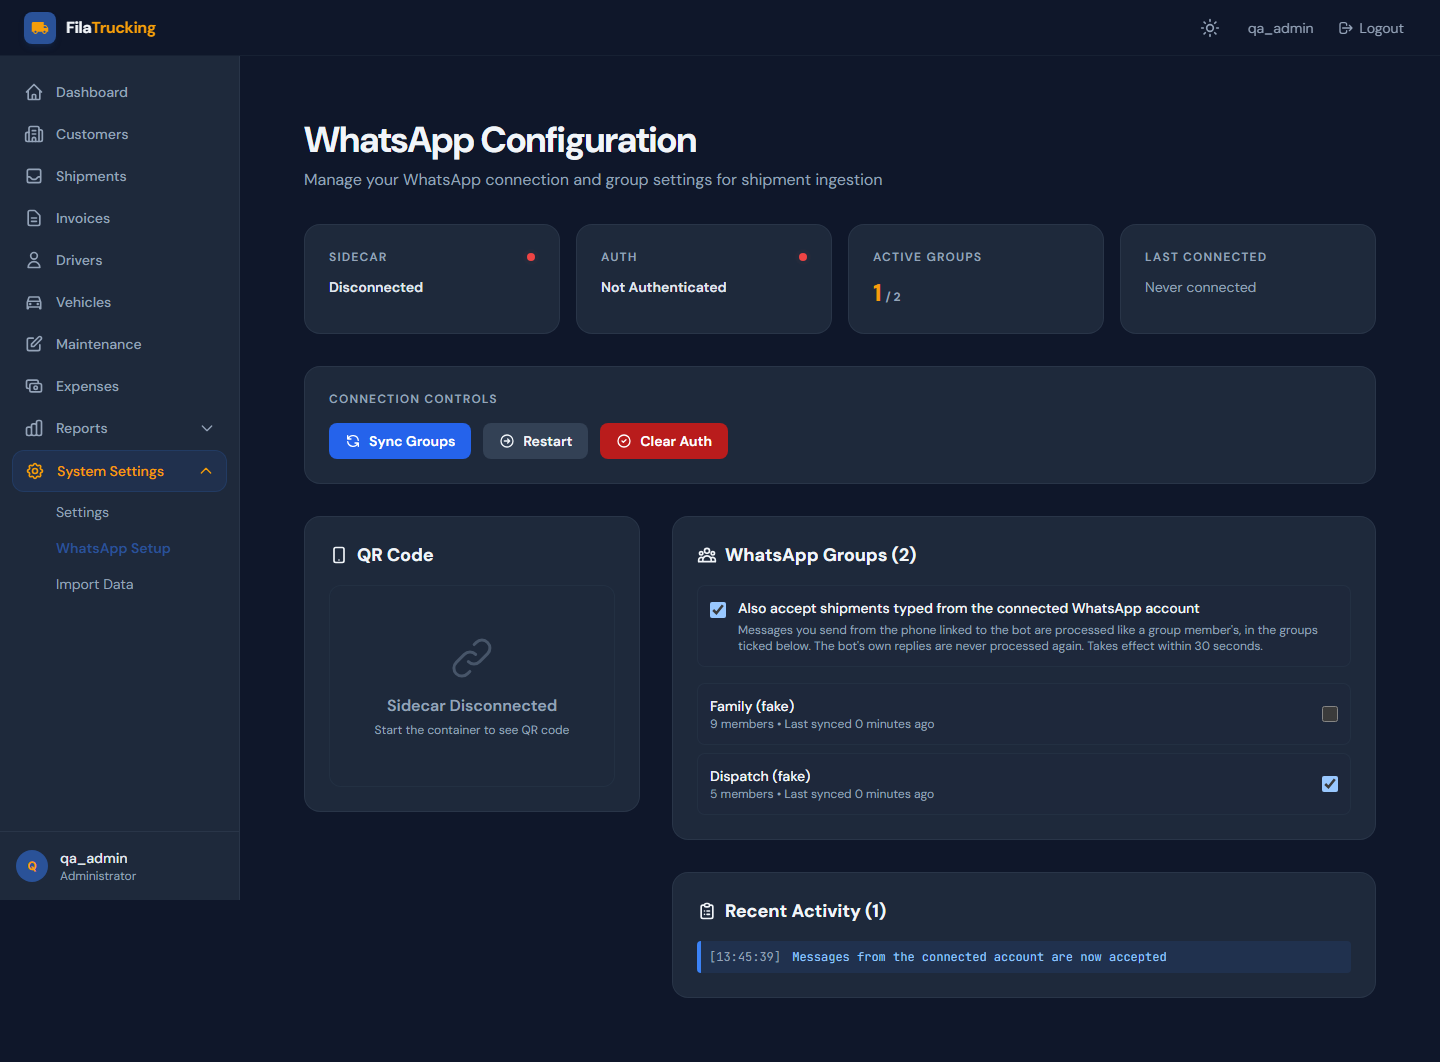 FilaTrucking
qa_admin
Logout
Dashboard
Customers
Shipments
Invoices
Drivers
Vehicles
Maintenance
Expenses
Reports
System Settings
Settings
WhatsApp Setup
Import Data
Q
qa_admin
Administrator
WhatsApp Configuration
Manage your WhatsApp connection and group settings for shipment ingestion
SIDECAR
Disconnected
AUTH
Not Authenticated
ACTIVE GROUPS
1 / 2
LAST CONNECTED
Never connected
CONNECTION CONTROLS
Sync Groups
Restart
Clear Auth
QR Code
Sidecar Disconnected
Start the container to see QR code
WhatsApp Groups (2)
Also accept shipments typed from the connected WhatsApp account
Messages you send from the phone linked to the bot are processed like a group member's, in the groups
ticked below. The bot's own replies are never processed again. Takes effect within 30 seconds.
Family (fake)
9 members • Last synced 0 minutes ago
Dispatch (fake)
5 members • Last synced 0 minutes ago
Recent Activity (1)
[13:45:39] Messages from the connected account are now accepted